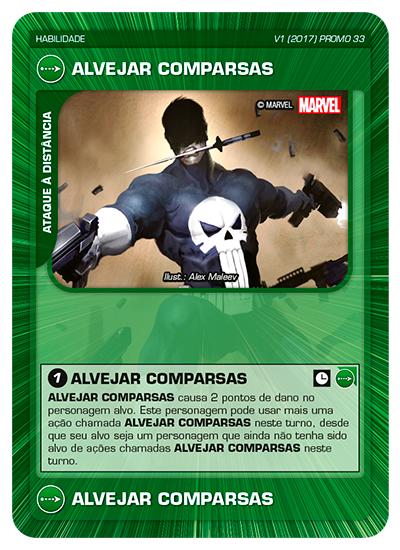 HABILIDADE
V1 (2017) PROMO 33
ALVEJAR COMPARSAS
ATAQUE À DISTÂNCIA
© MARVEL MARVEL
Ilust.: Alex Maleev
1 ALVEJAR COMPARSAS
ALVEJAR COMPARSAS causa 2 pontos de dano no
personagem alvo. Este personagem pode usar mais uma
ação chamada ALVEJAR COMPARSAS neste turno, desde
que seu alvo seja um personagem que ainda não tenha sido
alvo de ações chamadas ALVEJAR COMPARSAS neste
turno.
ALVEJAR COMPARSAS